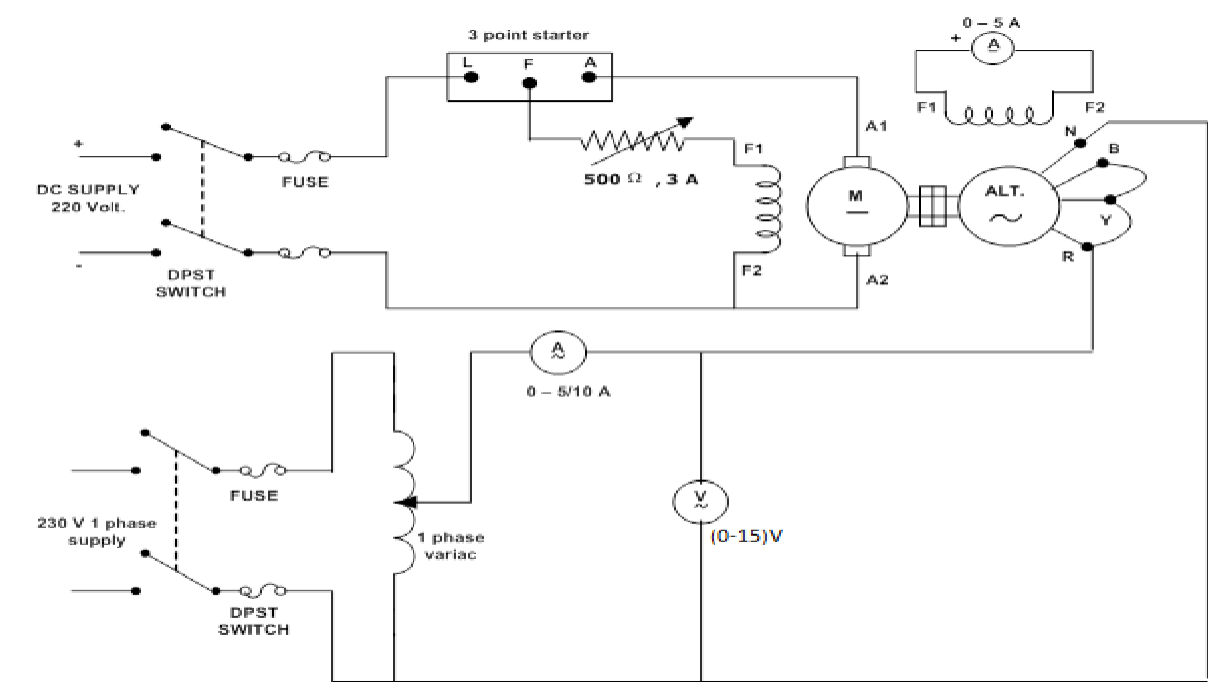 0 – 5 A
3 point starter
+
A
L F A
F1 F2
A1
N
+
B
F1
FUSE
500 Ω , 3 A
DC SUPPLY
220 Volt.
M
ALT.
Y
R
-
F2
A2
DPST
SWITCH
A
0 – 5/10 A
FUSE
V
230 V 1 phase
supply
1 phase
variac
(0-15)V
DPST
SWITCH